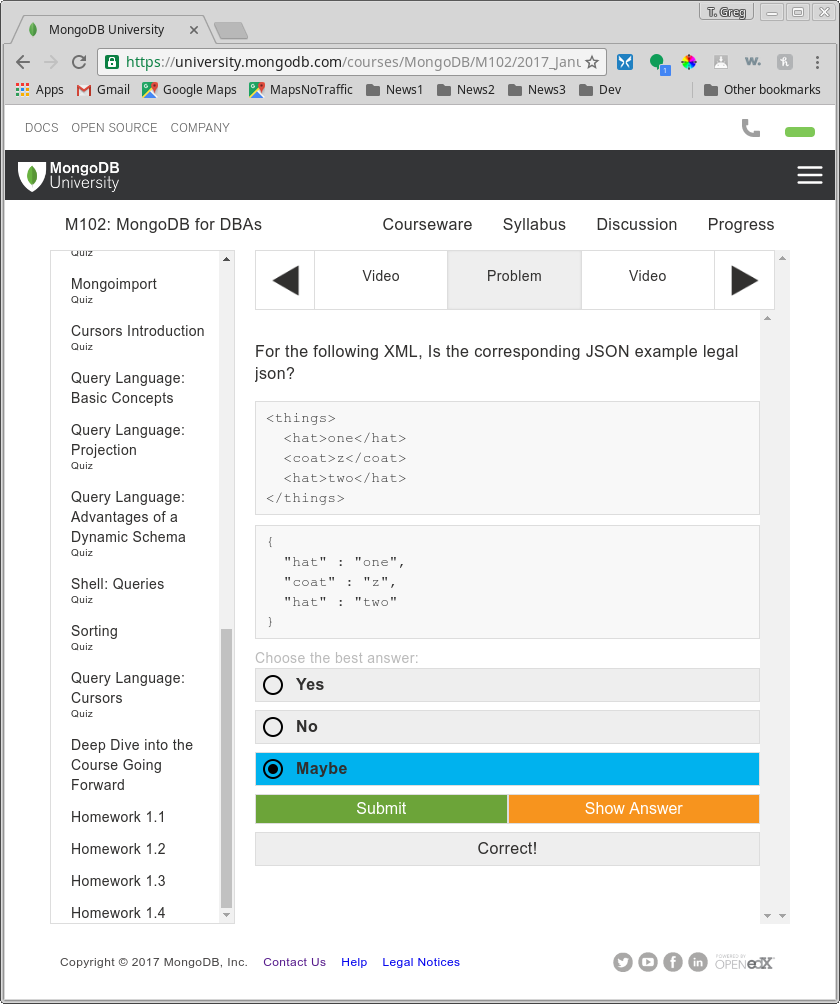 T. Greg
MongoDB University
https://university.mongodb.com/courses/MongoDB/M102/2017_Janu
1
w.
Apps Gmail Google Maps MapsNoTraffic News1 News2 News3 Dev Other bookmarks
DOCS OPEN SOURCE COMPANY
MongoDB
University
M102: MongoDB for DBAs Courseware Syllabus Discussion Progress
Quiz
Mongoimport
Quiz
Cursors Introduction
Quiz
Query Language:
Basic Concepts
Query Language:
Projection
Quiz
Query Language:
Advantages of a
Dynamic Schema
Quiz
Shell: Queries
Quiz
Sorting
Quiz
Query Language:
Cursors
Quiz
Deep Dive into the
Course Going
Forward
Homework 1.1
Homework 1.2
Homework 1.3
Homework 1.4
Video Problem Video
For the following XML, Is the corresponding JSON example legal
json?
<things>
  <hat>one</hat>
  <coat>z</coat>
  <hat>two</hat>
</things>
{
  "hat" : "one",
  "coat" : "z",
  "hat" : "two"
}
Choose the best answer:
Yes
No
Maybe
Submit Show Answer
Correct!
Copyright © 2017 MongoDB, Inc. Contact Us Help Legal Notices
POWERED BY
OPEN edX